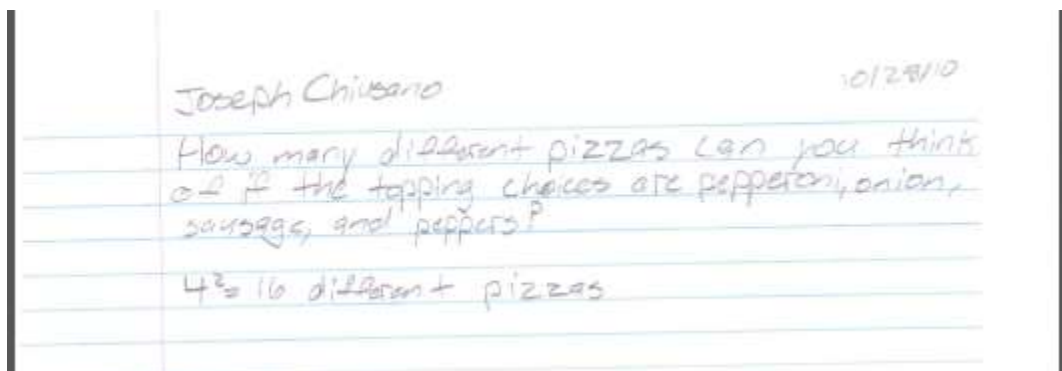 Joseph Chiusano
10/28/10
How many different pizzas can you think
of if the topping choices are pepperoni, onion,
sausage, and peppers?
4²= 16 different pizzas